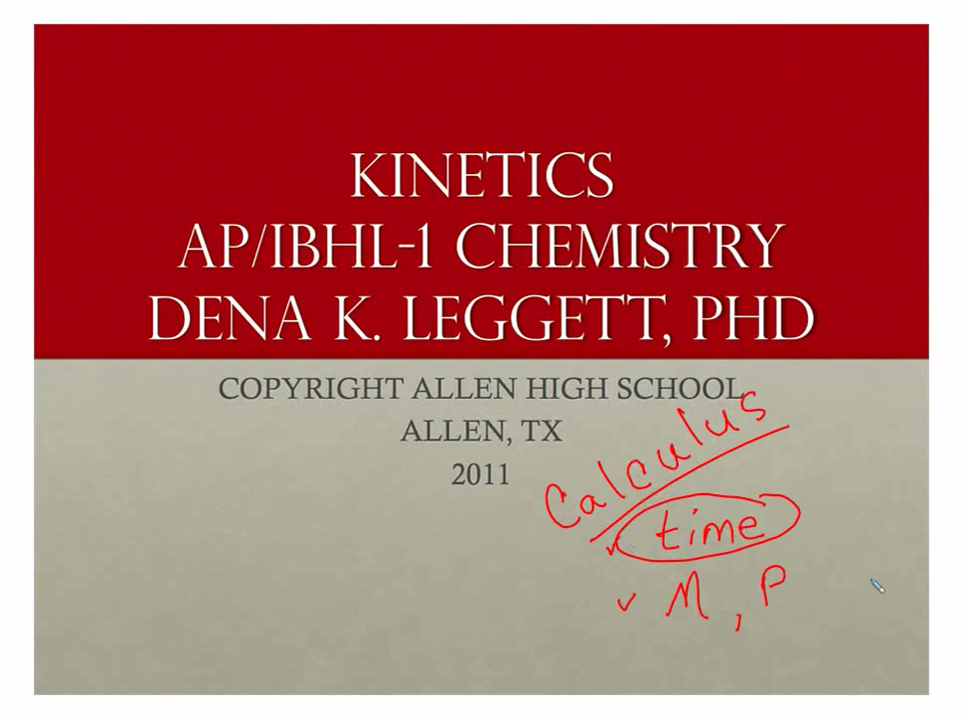 KINETICS
AP/IBHL-1 CHEMISTRY
DENA K. LEGGETT, PHD
COPYRIGHT ALLEN HIGH SCHOOL
ALLEN, TX
2011
Calculus
✓ time
✓ M, P